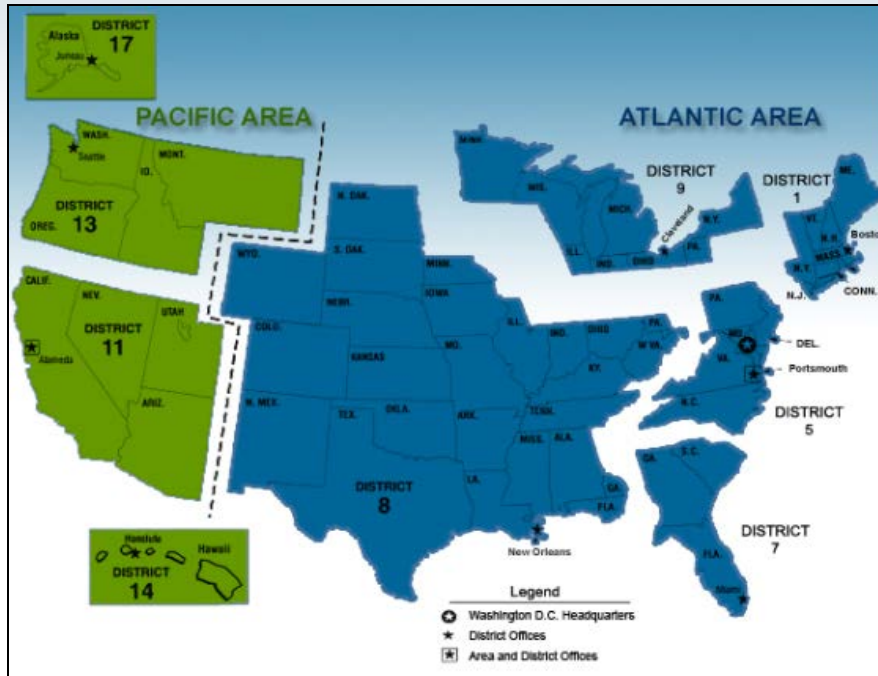 DISTRICT
17
Alaska
Juneau
PACIFIC AREA
ATLANTIC AREA
WASH.
Seattle
MONT.
ID.
DISTRICT
13
OREG.
CALIF.
NEV.
UTAH
DISTRICT
11
Alameda
ARIZ.
Honolulu
Hawaii
DISTRICT
14
N. DAK.
WYO.
S. DAK.
MINN.
NEBR.
IOWA
COLO.
KANSAS
MO.
ILL.
IND.
OHIO
PA.
W VA.
KY.
N. MEX.
TEX.
OKLA.
ARK.
TENN.
MISS.
ALA.
LA.
GA.
FLA.
DISTRICT
8
New Orleans
MINN.
WIS.
MICH.
ILL.
IND.
OHIO
PA.
N.Y.
DISTRICT
9
Cleveland
DISTRICT
1
ME.
VT.
N.H.
Boston
MASS.
N.Y.
CONN.
N.J.
PA.
MD.
DEL.
VA.
Portsmouth
N.C.
DISTRICT
5
GA.
S.C.
FLA.
Miami
DISTRICT
7
Legend
Washington D.C. Headquarters
District Offices
Area and District Offices